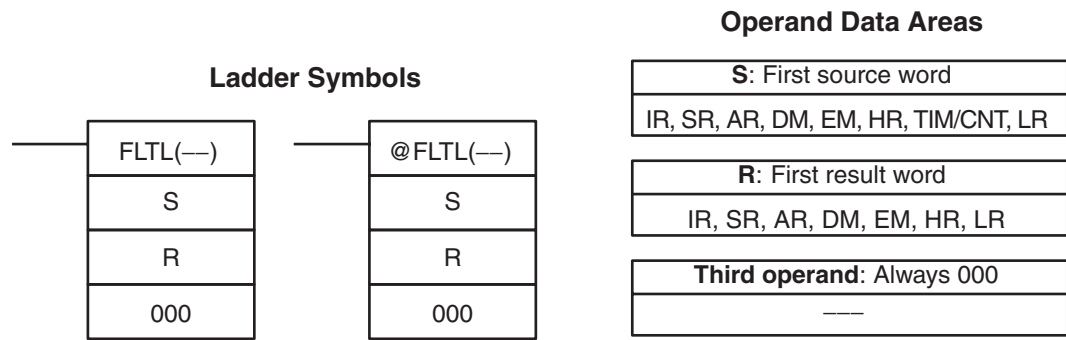 Ladder Symbols
FLTL(––)
S
R
000
@FLTL(––)
S
R
000
Operand Data Areas
S: First source word
IR, SR, AR, DM, EM, HR, TIM/CNT, LR
R: First result word
IR, SR, AR, DM, EM, HR, LR
Third operand: Always 000
–––